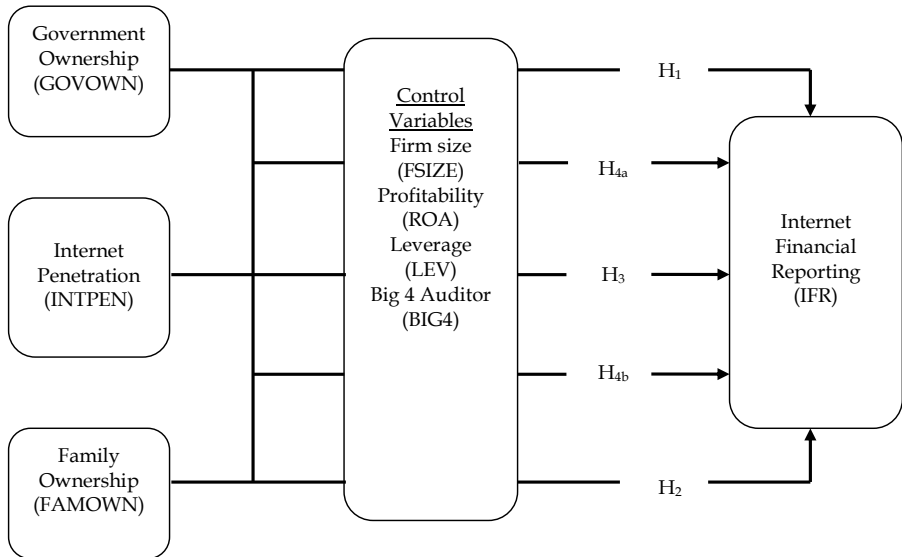 Government
Ownership
(GOVOWN)
Internet
Penetration
(INTPEN)
Family
Ownership
(FAMOWN)
Control
Variables
Firm size
(FSIZE)
Profitability
(ROA)
Leverage
(LEV)
Big 4 Auditor
(BIG4)
H1
H4a
H3
H4b
H2
Internet
Financial
Reporting
(IFR)